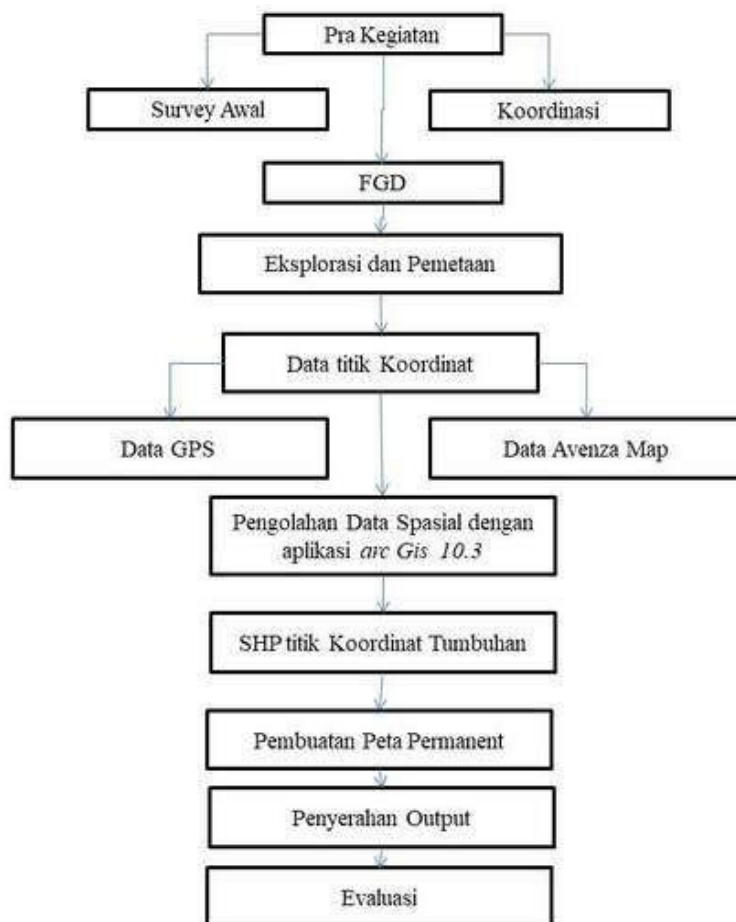 Pra Kegiatan
Survey Awal
Koordinasi
FGD
Eksplorasi dan Pemetaan
Data titik Koordinat
Data GPS
Data Avenza Map
Pengolahan Data Spasial dengan
aplikasi arc Gis 10.3
SHP titik Koordinat Tumbuhan
Pembuatan Peta Permanent
Penyerahan Output
Evaluasi